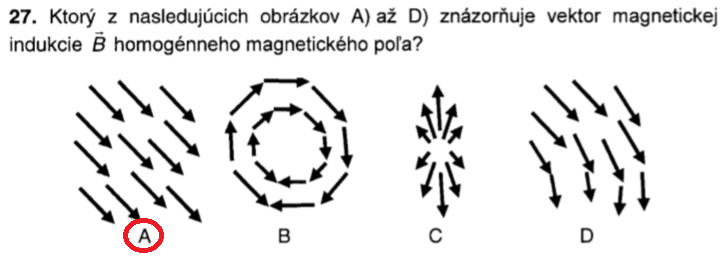 27. Ktorý z nasledujúcich obrázkov A) až D) znázorňuje vektor magnetickej
indukcie B⃗ homogénneho magnetického poľa?
A B C D